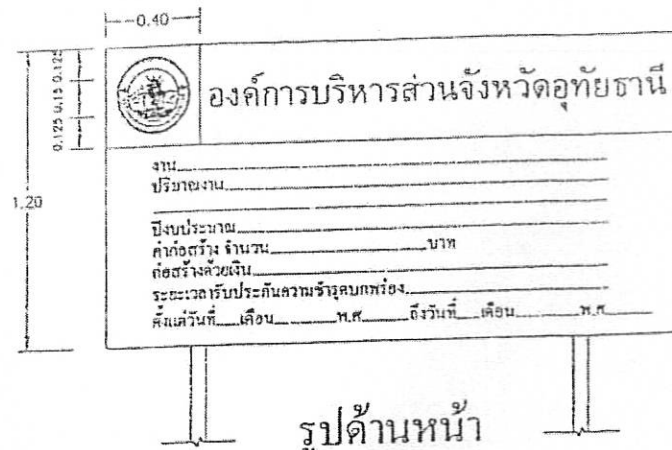 0.40
0.125 0.15 0.125
องค์การบริหารส่วนจังหวัดอุทัยธานี
1.20
งาน
ปริมาณงาน
ปีงบประมาณ
ค่าก่อสร้าง จำนวน บาท
ก่อสร้างด้วยเงิน
ระยะเวลารับประกันความชำรุดบกพร่อง
ตั้งแต่วันที่ เดือน พ.ศ. ถึงวันที่ เดือน พ.ศ.
รูปด้านหน้า